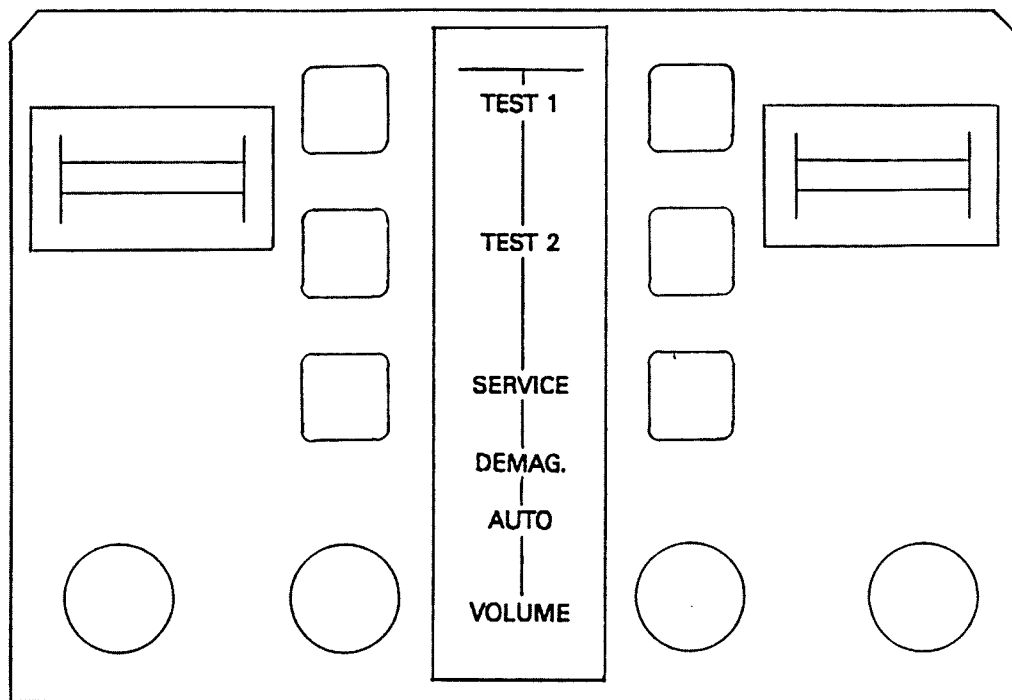 TEST 1
TEST 2
SERVICE
DEMAG.
AUTO
VOLUME